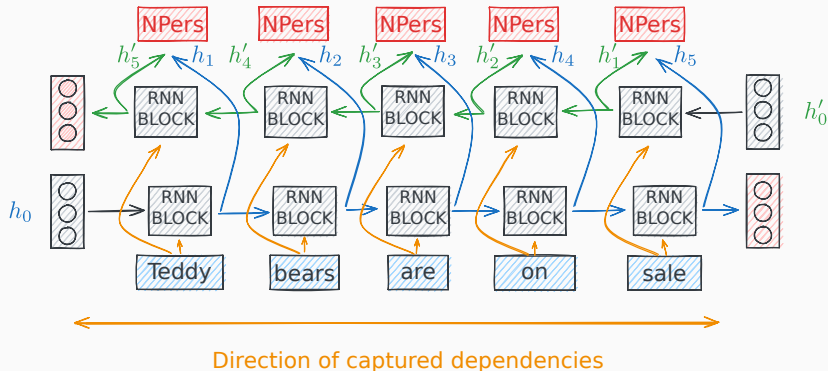 NPers NPers NPers NPers NPers
h′₅ h₁ h′₄ h₂ h′₃ h₃ h′₂ h₄ h′₁ h₅
RNN BLOCK RNN BLOCK RNN BLOCK RNN BLOCK RNN BLOCK h′₀
h₀ RNN BLOCK RNN BLOCK RNN BLOCK RNN BLOCK RNN BLOCK
Teddy bears are on sale
Direction of captured dependencies